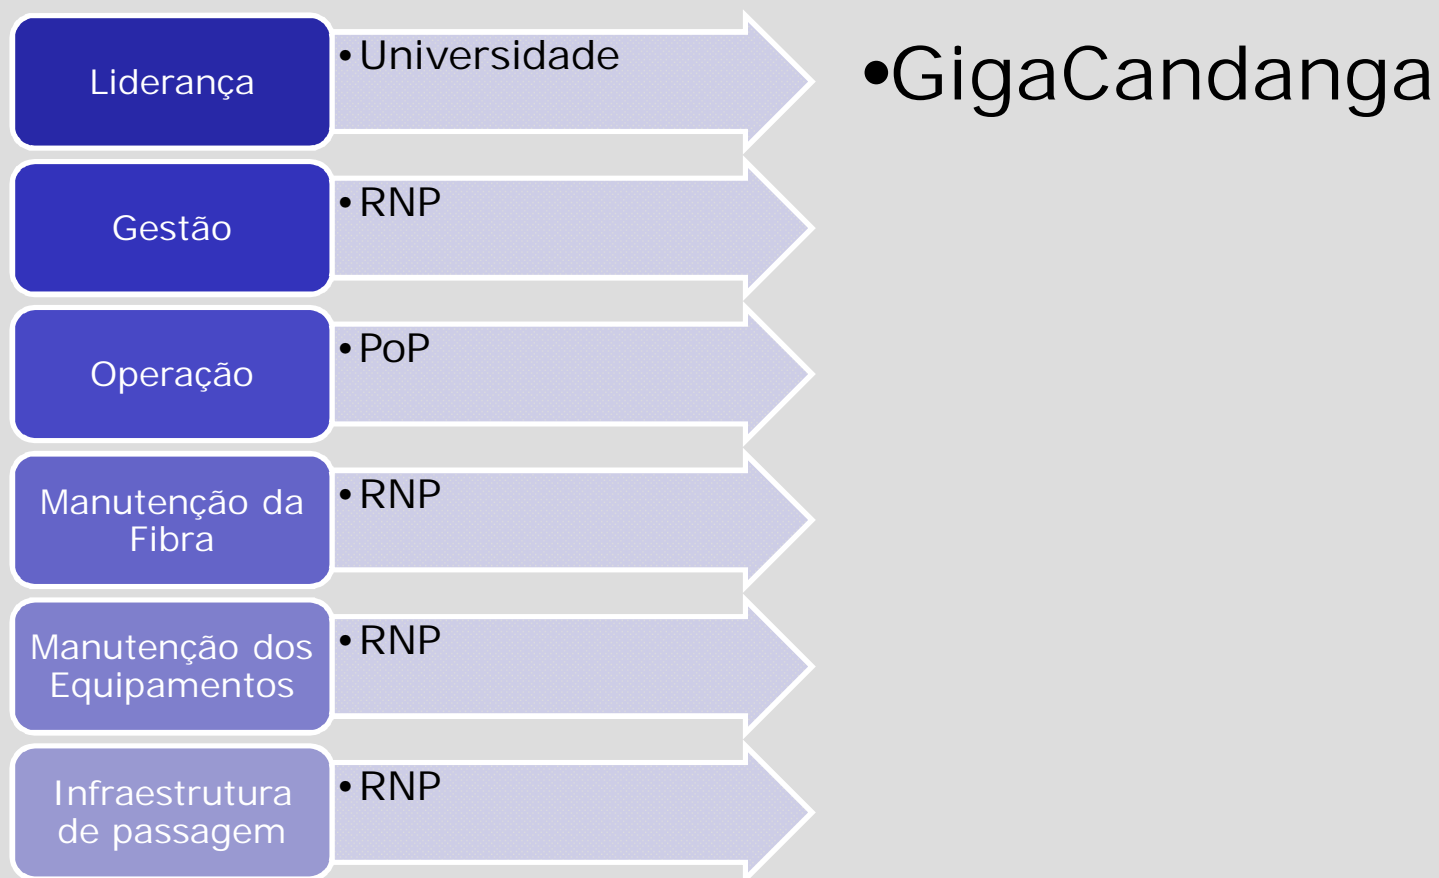 Liderança
•Universidade
•GigaCandanga
Gestão
•RNP
Operação
•PoP
Manutenção da
Fibra
•RNP
Manutenção dos
Equipamentos
•RNP
Infraestrutura
de passagem
•RNP